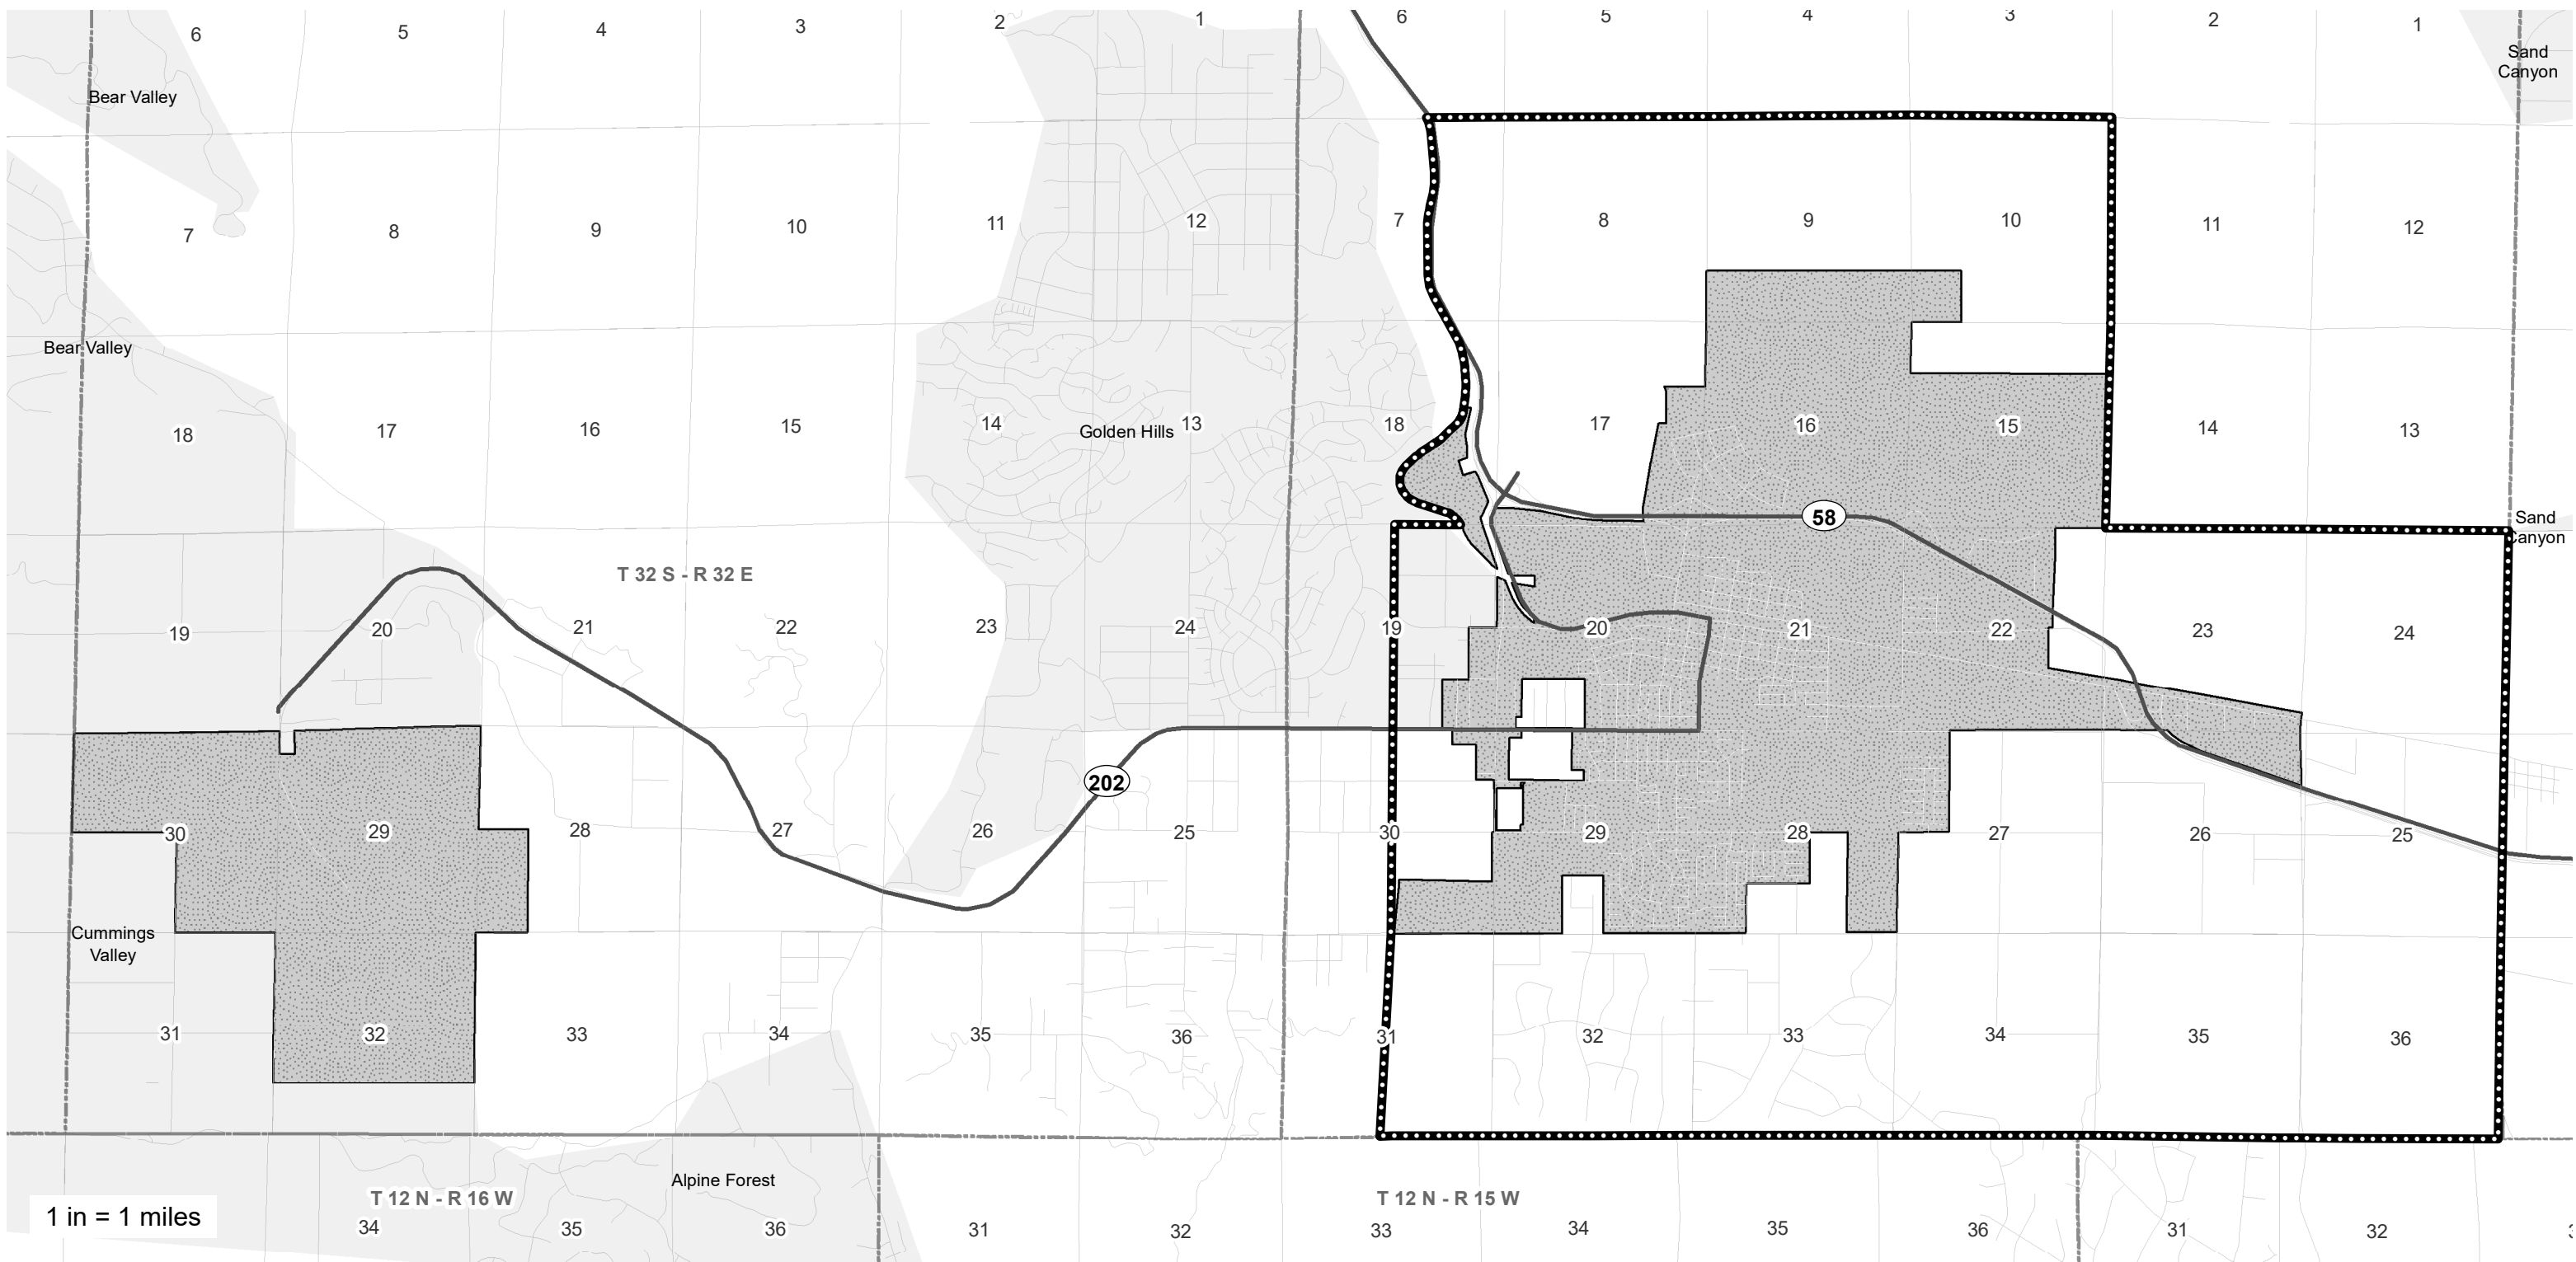 6 5 4 3 2 1 6 5 4 3 2 1
Sand
Canyon
Bear Valley
7 8 9 10 11 12 7 8 9 10 11 12
Bear Valley
18 17 16 15 14 Golden Hills 13 18 17 16 15 14 13
58
Sand
Canyon
T 32 S - R 32 E
19 20 21 22 23 24 19 20 21 22 23 24
202
30 29 28 27 26 25 30 29 28 27 26 25
Cummings
Valley
31 32 33 34 35 36 31 32 33 34 35 36
Alpine Forest
T 12 N - R 16 W
T 12 N - R 15 W
1 in = 1 miles
34 35 36 31 32 33 34 35 36 31 32